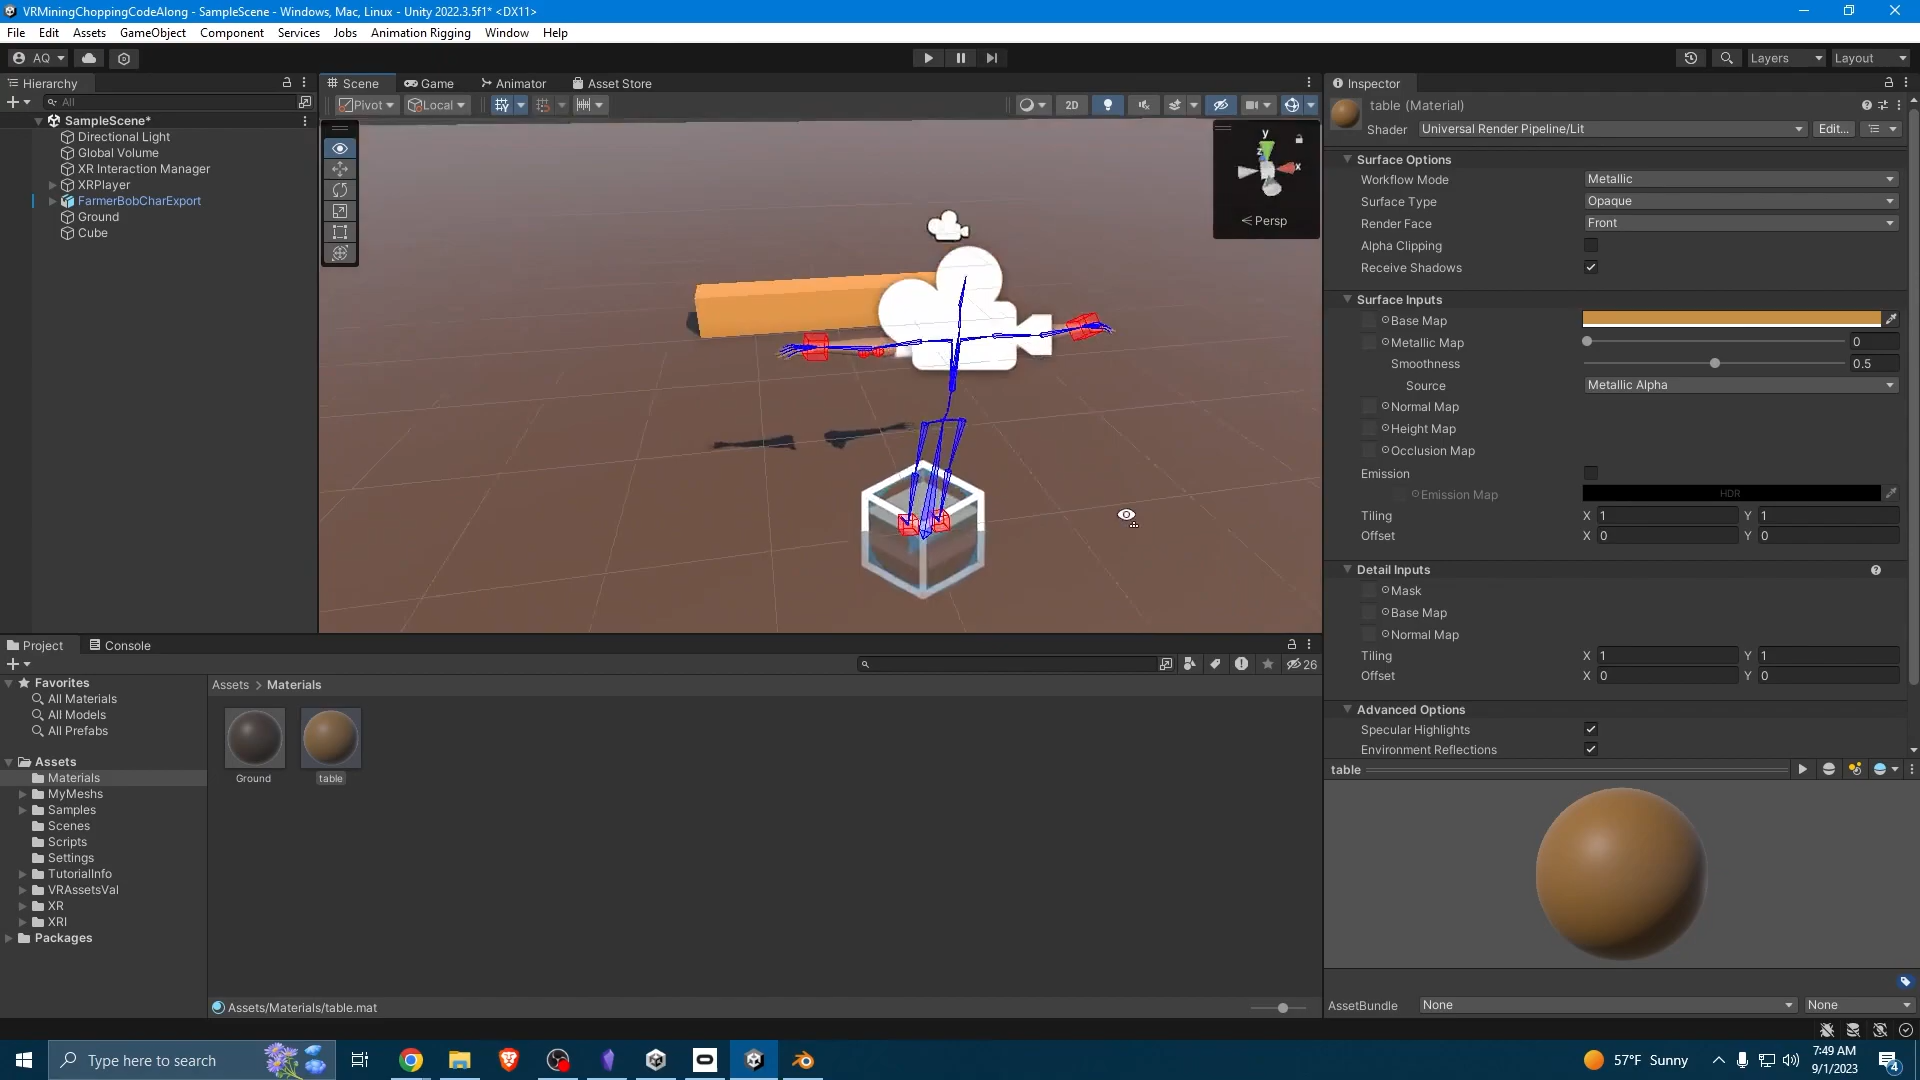 VRMiningChoppingCodeAlong - SampleScene - Windows, Mac, Linux - Unity 2022.3.5f1* <DX11>
File Edit Assets GameObject Component Services Jobs Animation Rigging Window Help
AQ
Layers
Layout
Hierarchy
All
SampleScene*
Directional Light
Global Volume
XR Interaction Manager
XRPlayer
FarmerBobCharExport
Ground
Cube
Scene Game Animator Asset Store
Pivot Local 2D
y
z
x
Persp
Inspector
table (Material)
Shader Universal Render Pipeline/Lit Edit...
Surface Options
Workflow Mode Metallic
Surface Type Opaque
Render Face Front
Alpha Clipping
Receive Shadows
Surface Inputs
Base Map
Metallic Map 0
Smoothness 0.5
Source Metallic Alpha
Normal Map
Height Map
Occlusion Map
Emission
Emission Map HDR
Tiling X 1 Y 1
Offset X 0 Y 0
Detail Inputs
Mask
Base Map
Normal Map
Tiling X 1 Y 1
Offset X 0 Y 0
Advanced Options
Specular Highlights
Environment Reflections
table
AssetBundle None None
Project Console
26
Favorites
All Materials
All Models
All Prefabs
Assets
Materials
MyMeshs
Samples
Scenes
Scripts
Settings
TutorialInfo
VRAssetsVal
XR
XRI
Packages
Assets > Materials
Ground table
Assets/Materials/table.mat
Type here to search
57°F Sunny
7:49 AM
9/1/2023
4